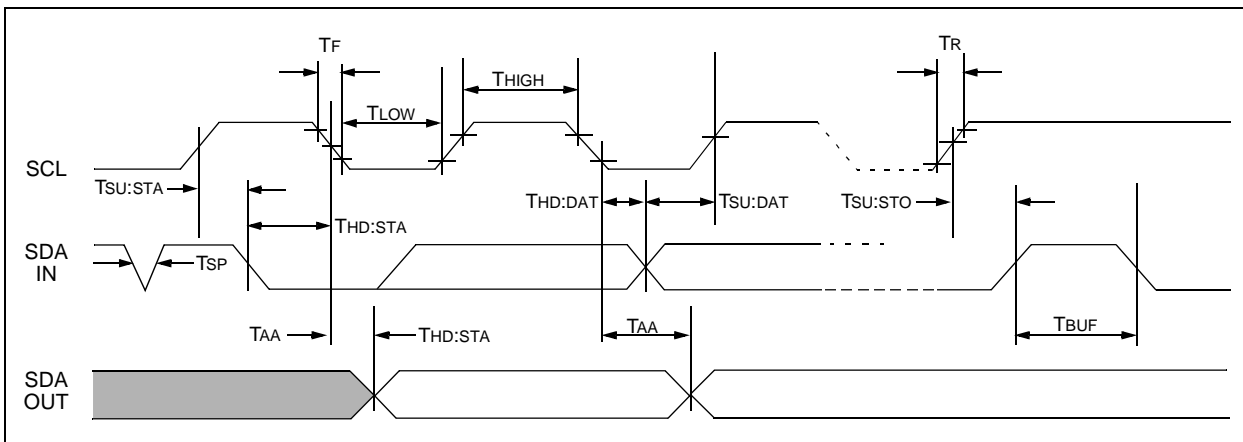 TF
TR
THIGH
TLOW
SCL
TSU:STA
THD:DAT
TSU:DAT
TSU:STO
THD:STA
SDA
IN
TSP
TAA
THD:STA
TAA
TBUF
SDA
OUT